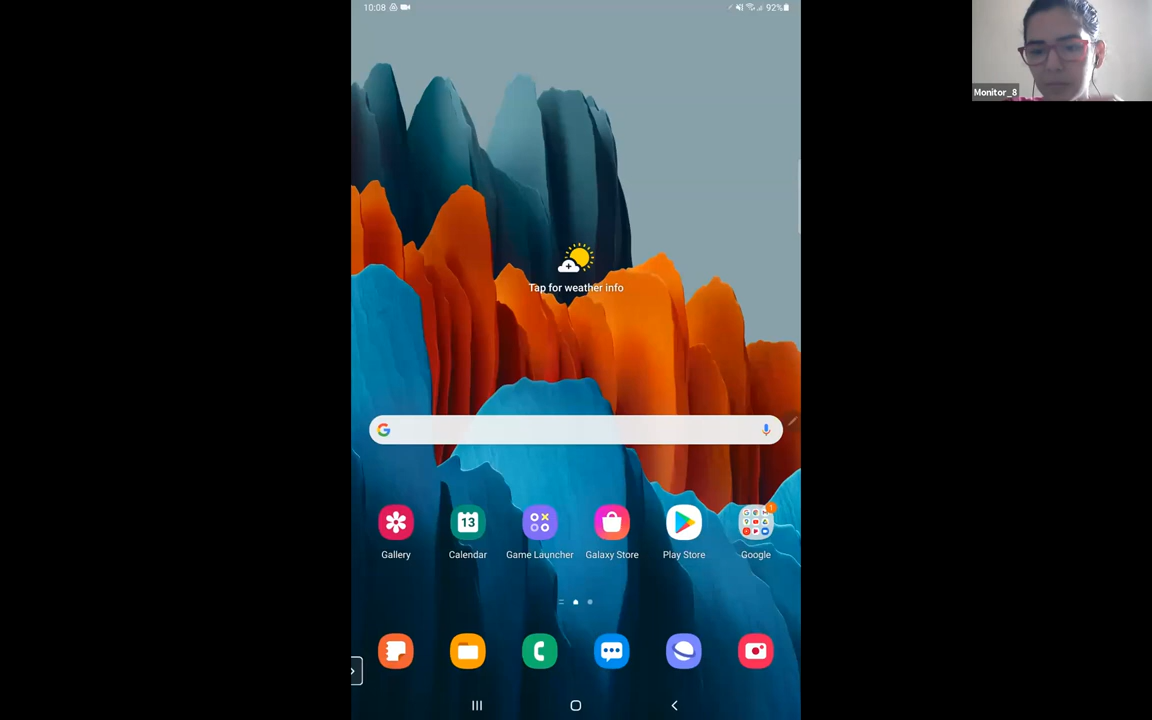 10:08
92%
Monitor_8
Tap for weather info
13
Gallery
Calendar
Game Launcher
Galaxy Store
Play Store
Google